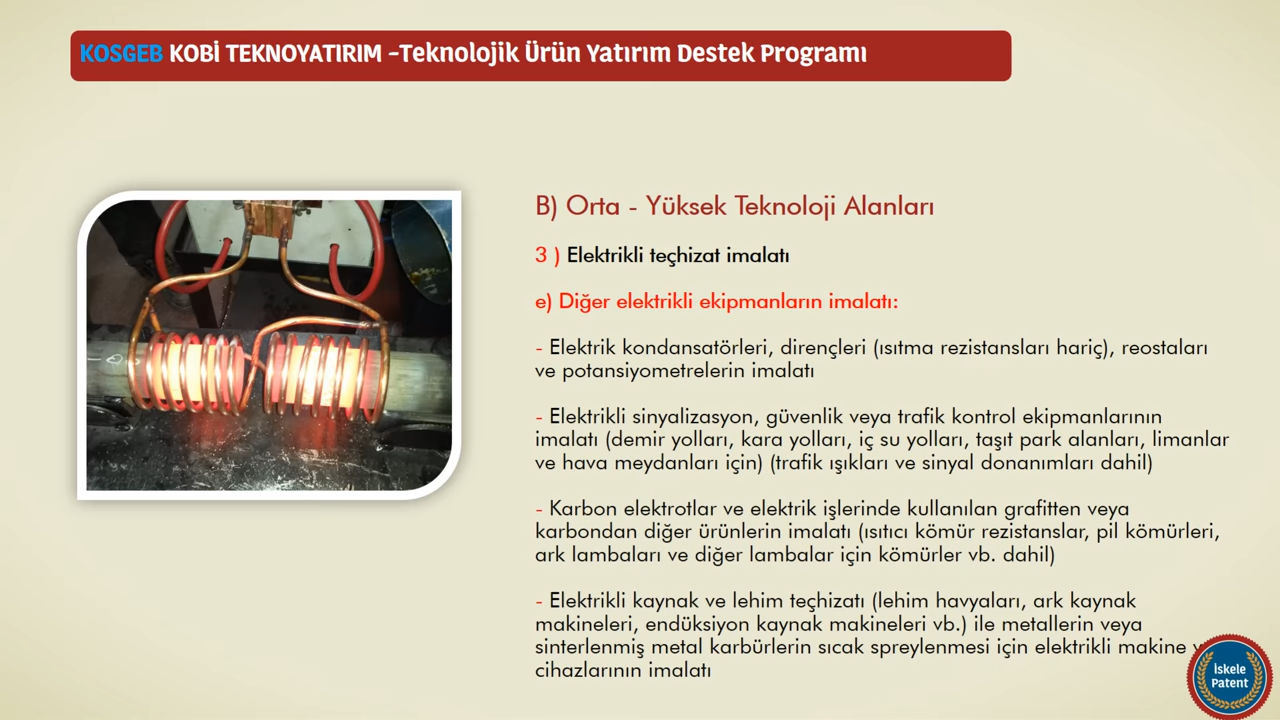 KOSGEB KOBİ TEKNOYATIRIM -Teknolojik Ürün Yatırım Destek Programı
B) Orta - Yüksek Teknoloji Alanları
3 ) Elektrikli teçhizat imalatı
e) Diğer elektrikli ekipmanların imalatı:
- Elektrik kondansatörleri, dirençleri (ısıtma rezistansları hariç), reostaları
ve potansiyometrelerin imalatı
- Elektrikli sinyalizasyon, güvenlik veya trafik kontrol ekipmanlarının
imalatı (demir yolları, kara yolları, iç su yolları, taşıt park alanları, limanlar
ve hava meydanları için) (trafik ışıkları ve sinyal donanımları dahil)
- Karbon elektrotlar ve elektrik işlerinde kullanılan grafitten veya
karbondan diğer ürünlerin imalatı (ısıtıcı kömür rezistanslar, pil kömürleri,
ark lambaları ve diğer lambalar için kömürler vb. dahil)
- Elektrikli kaynak ve lehim teçhizatı (lehim havyaları, ark kaynak
makineleri, endüksiyon kaynak makineleri vb.) ile metallerin veya
sinterlenmiş metal karbürlerin sıcak spreylenmesi için elektrikli makine
cihazlarının imalatı
İskele
Patent